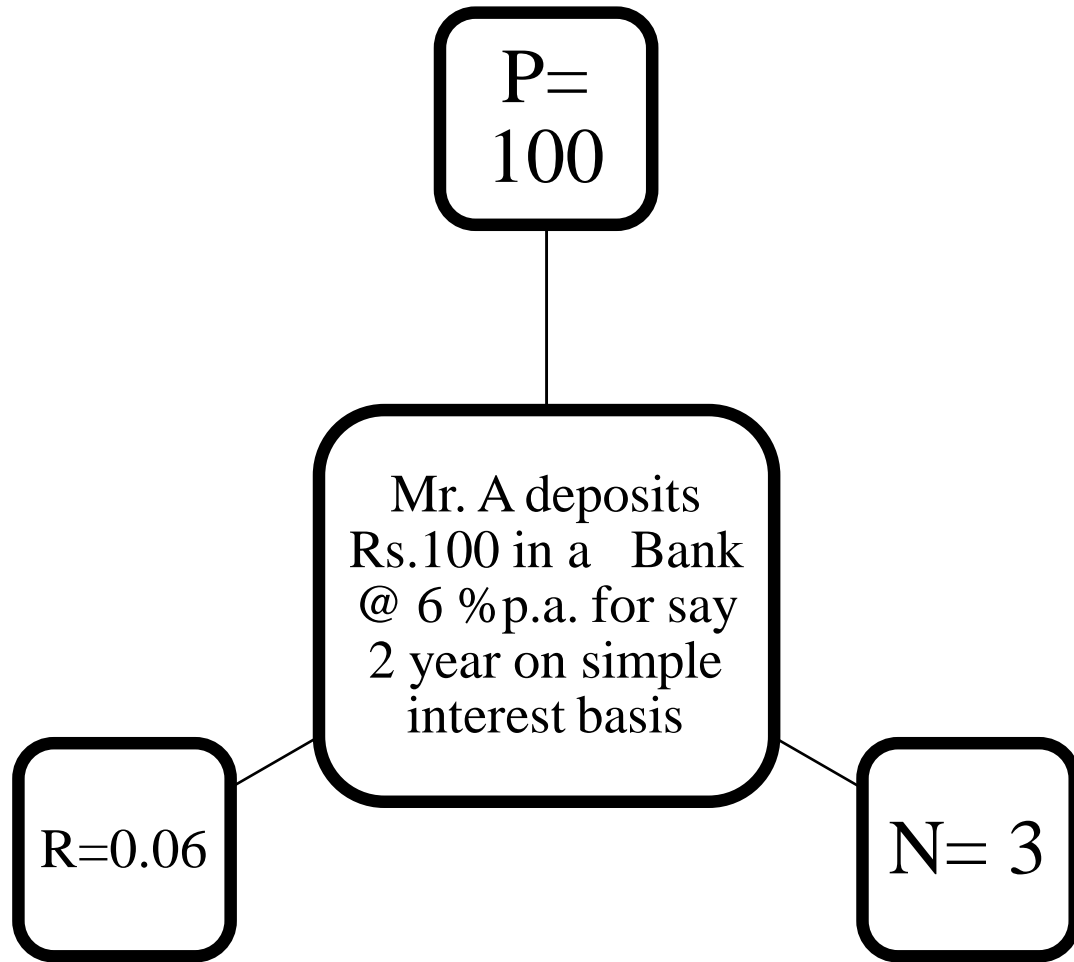 P=
100
Mr. A deposits
Rs.100 in a Bank
@ 6 %p.a. for say
2 year on simple
interest basis
R=0.06
N= 3